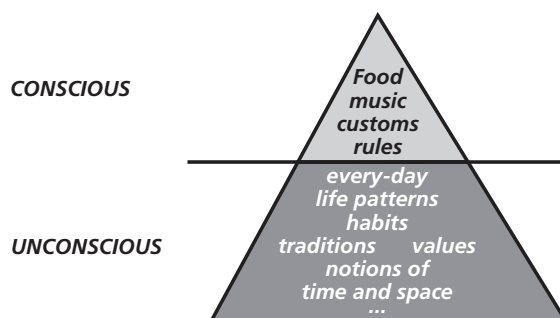 CONSCIOUS
Food
music
customs
rules
UNCONSCIOUS
every-day
life patterns
habits
traditions values
notions of
time and space
...